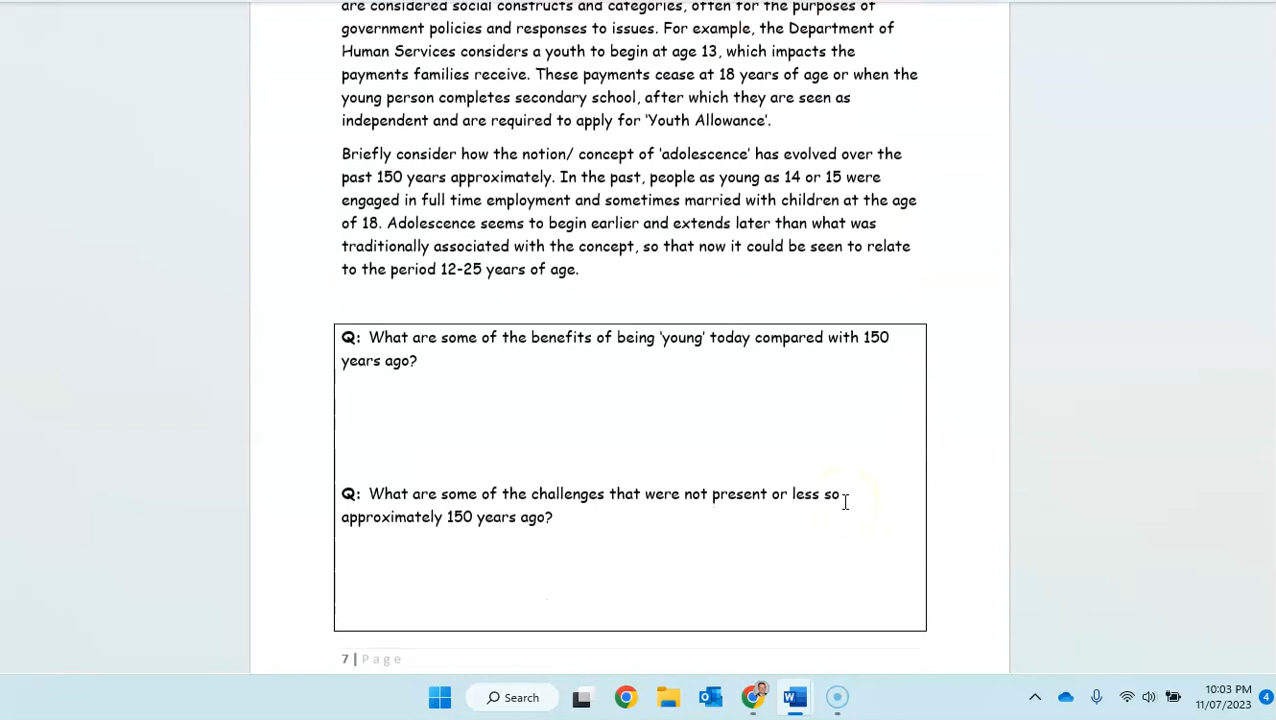 are considered social constructs and categories, often for the purposes of
government policies and responses to issues. For example, the Department of
Human Services considers a youth to begin at age 13, which impacts the
payments families receive. These payments cease at 18 years of age or when the
young person completes secondary school, after which they are seen as
independent and are required to apply for ‘Youth Allowance’.
Briefly consider how the notion/ concept of ‘adolescence’ has evolved over the
past 150 years approximately. In the past, people as young as 14 or 15 were
engaged in full time employment and sometimes married with children at the age
of 18. Adolescence seems to begin earlier and extends later than what was
traditionally associated with the concept, so that now it could be seen to relate
to the period 12-25 years of age.
Q: What are some of the benefits of being ‘young’ today compared with 150
years ago?
Q: What are some of the challenges that were not present or less so
approximately 150 years ago?
7 | Page
Search
10:03 PM
11/07/2023
4